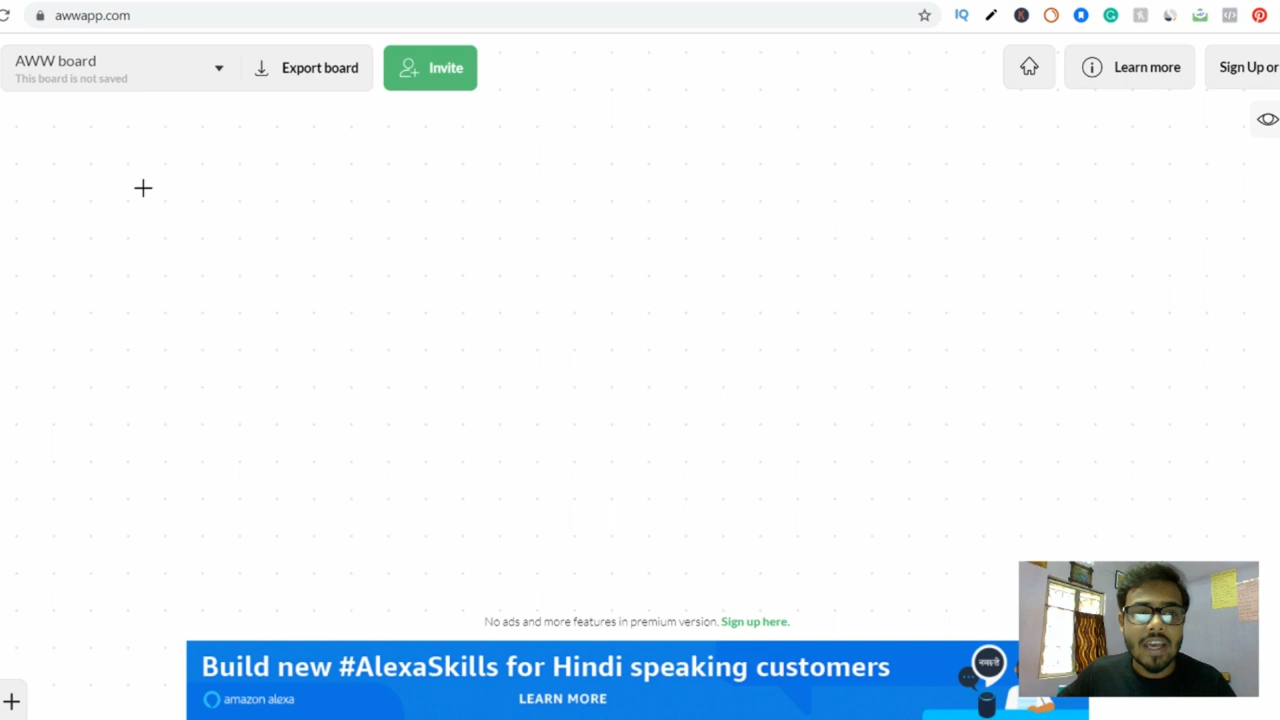 awwapp.com
IQ
AWW board
This board is not saved
Export board
Invite
Learn more
Sign Up or
No ads and more features in premium version. Sign up here.
Build new #AlexaSkills for Hindi speaking customers
amazon alexa
LEARN MORE
नमस्ते